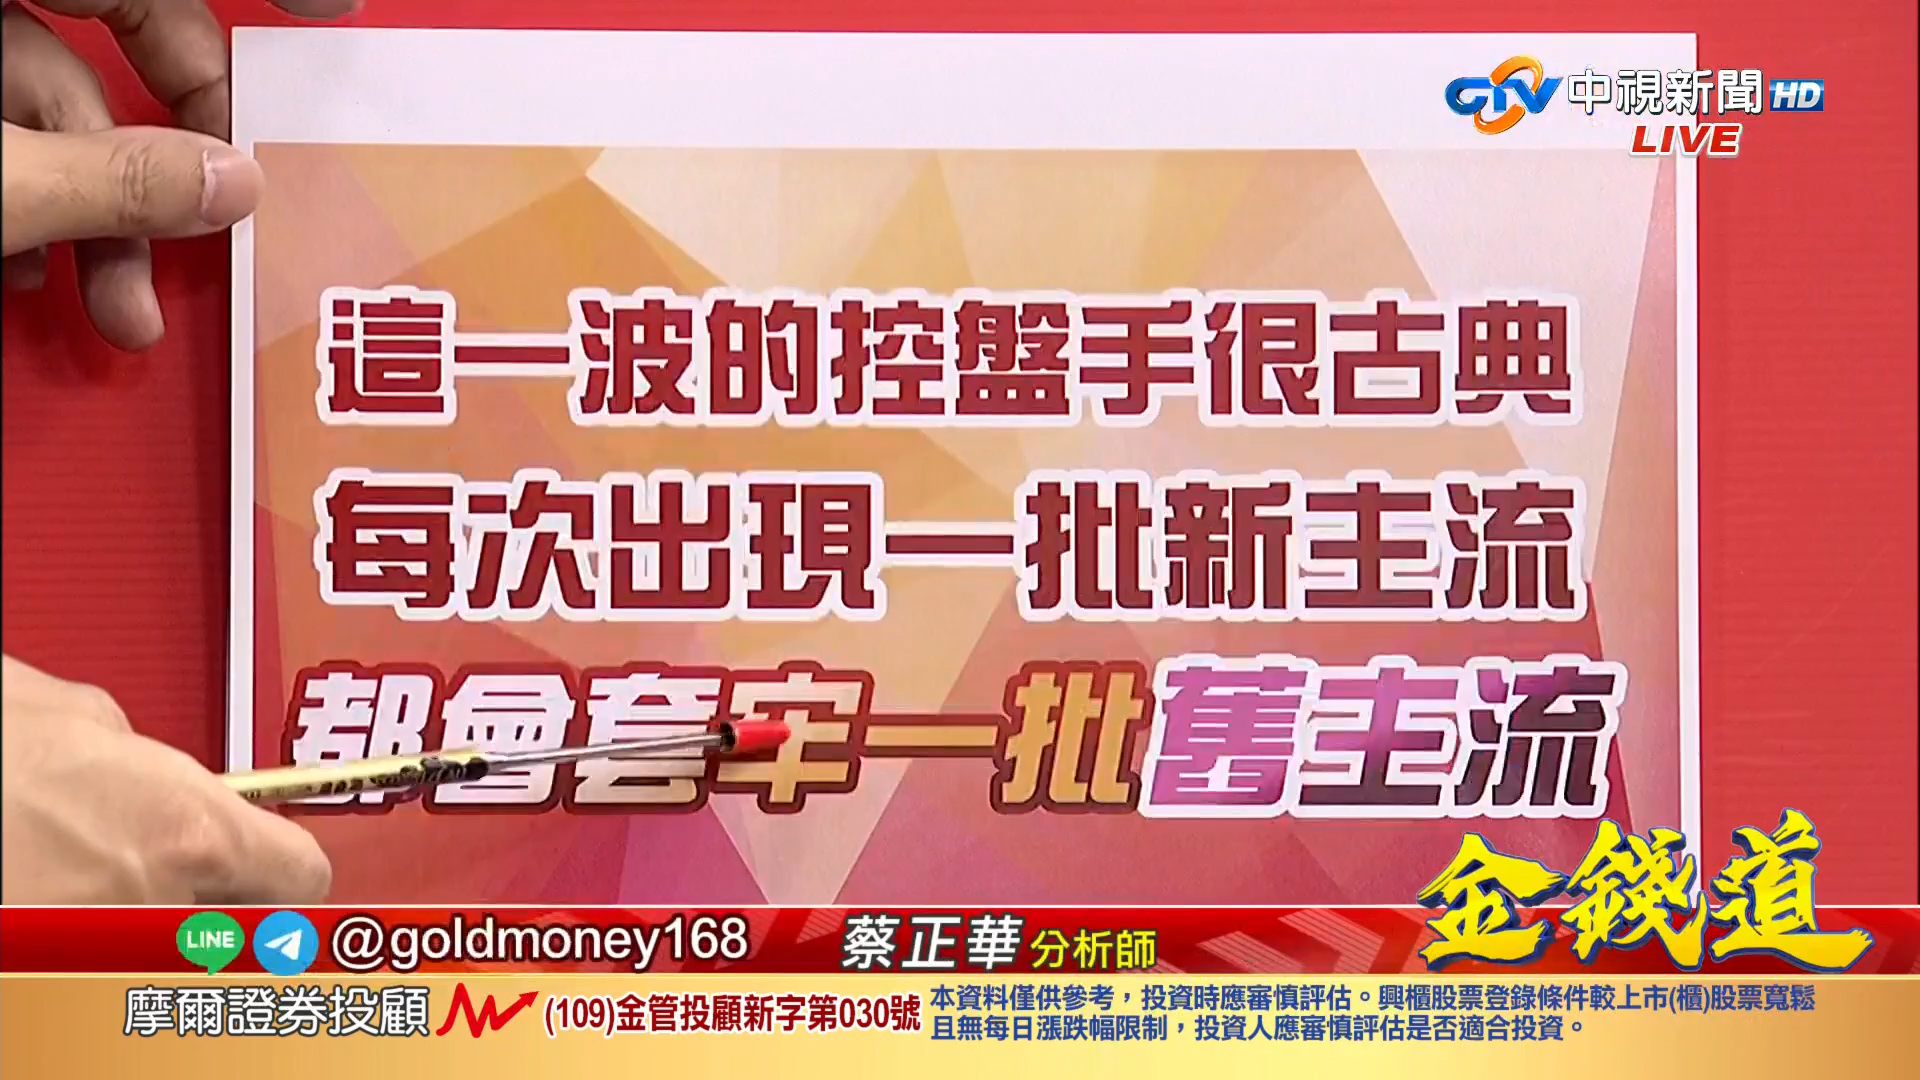 CTV 中視新聞 HD
LIVE
這一波的控盤手很古典
每次出現一批新主流
都會套牢一批舊主流
金錢道
LINE @goldmoney168 蔡正華 分析師
摩爾證券投顧 (109)金管投顧新字第030號
本資料僅供參考，投資時應審慎評估。興櫃股票登錄條件較上市(櫃)股票寬鬆
且無每日漲跌幅限制，投資人應審慎評估是否適合投資。